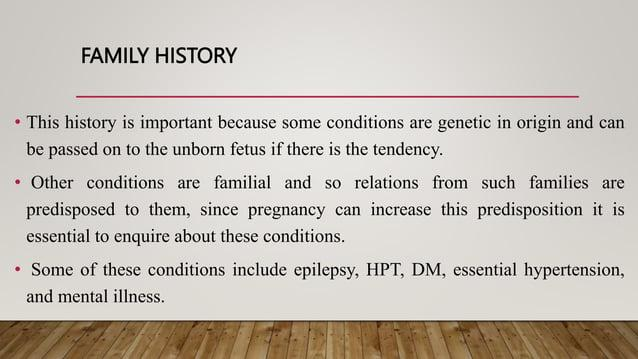 FAMILY HISTORY
• This history is important because some conditions are genetic in origin and can
be passed on to the unborn fetus if there is the tendency.
• Other conditions are familial and so relations from such families are
predisposed to them, since pregnancy can increase this predisposition it is
essential to enquire about these conditions.
• Some of these conditions include epilepsy, HPT, DM, essential hypertension,
and mental illness.